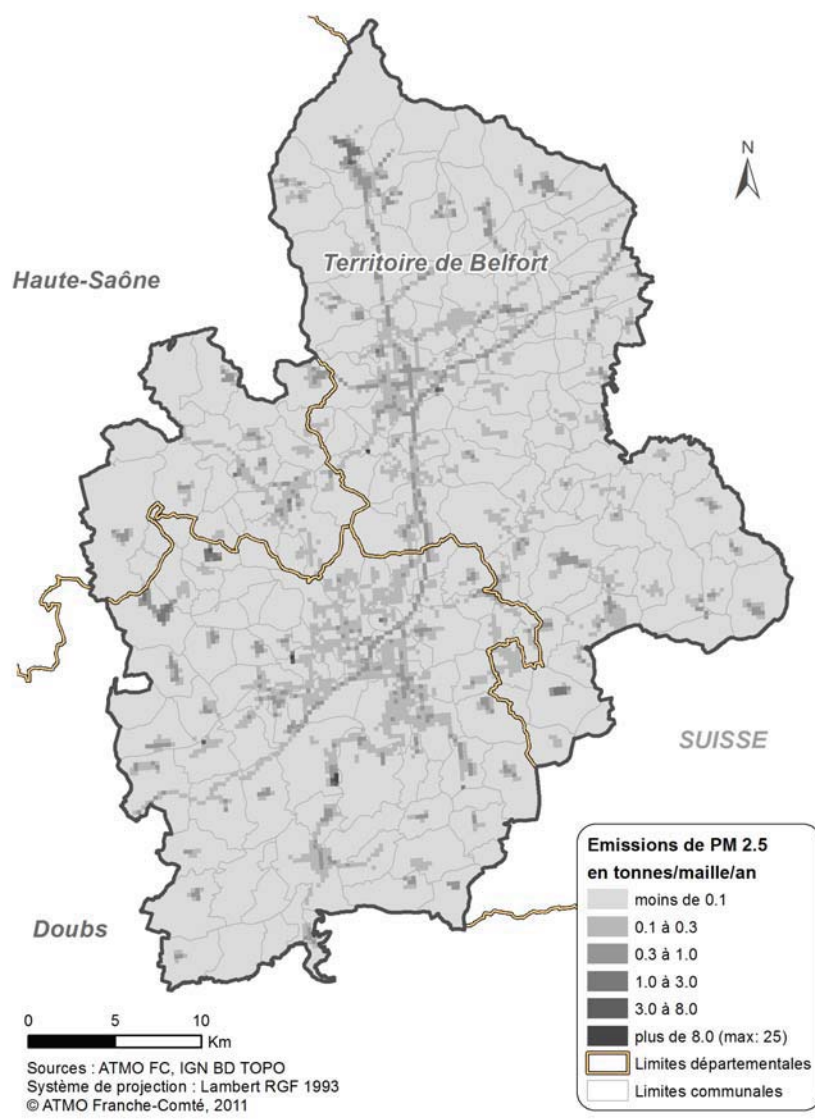 N
Territoire de Belfort
Haute-Saône
SUISSE
Doubs
Emissions de PM 2.5
en tonnes/maille/an
moins de 0.1
0.1 à 0.3
0.3 à 1.0
1.0 à 3.0
3.0 à 8.0
plus de 8.0 (max: 25)
Limites départementales
Limites communales
0 5 10
Km
Sources : ATMO FC, IGN BD TOPO
Système de projection : Lambert RGF 1993
© ATMO Franche-Comté, 2011